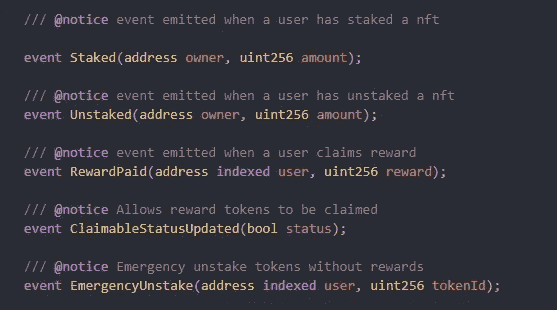 /// @notice event emitted when a user has staked a nft
event Staked(address owner, uint256 amount);
/// @notice event emitted when a user has unstaked a nft
event Unstaked(address owner, uint256 amount);
/// @notice event emitted when a user claims reward
event RewardPaid(address indexed user, uint256 reward);
/// @notice Allows reward tokens to be claimed
event ClaimableStatusUpdated(bool status);
/// @notice Emergency unstake tokens without rewards
event EmergencyUnstake(address indexed user, uint256 tokenId);